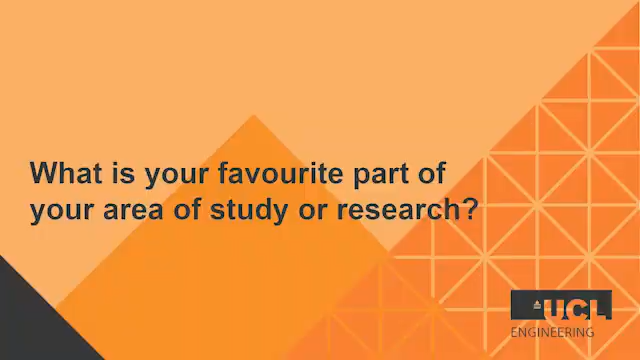 What is your favourite part of
your area of study or research?
UCL
ENGINEERING